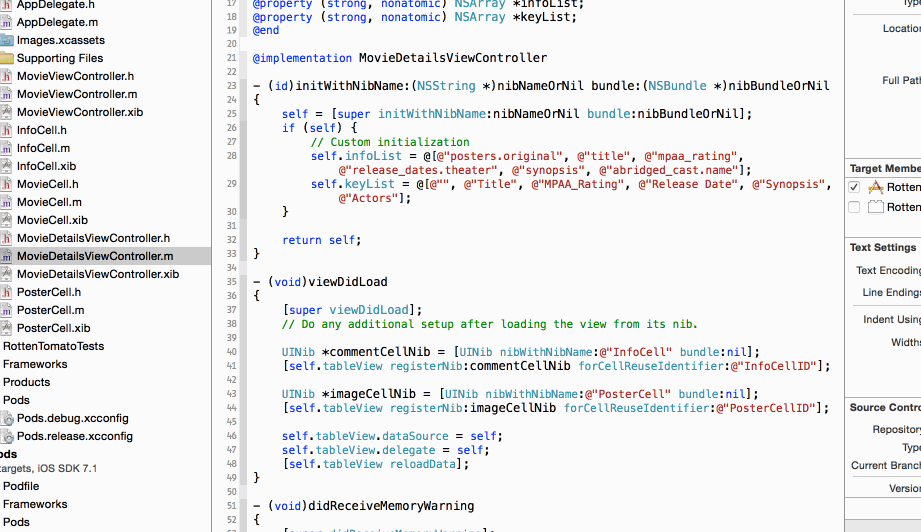 AppDelegate.h
AppDelegate.m
Images.xcassets
Supporting Files
MovieViewController.h
MovieViewController.m
MovieViewController.xib
InfoCell.h
InfoCell.m
InfoCell.xib
MovieCell.h
MovieCell.m
MovieCell.xib
MovieDetailsViewController.h
MovieDetailsViewController.m
MovieDetailsViewController.xib
PosterCell.h
PosterCell.m
PosterCell.xib
RottenTomatoTests
Frameworks
Products
Pods
Pods.debug.xcconfig
Pods.release.xcconfig
ods
targets, iOS SDK 7.1
Podfile
Frameworks
Pods
17 @property (strong, nonatomic) NSArray *infoList;
18 @property (strong, nonatomic) NSArray *keyList;
19 @end
20
21 @implementation MovieDetailsViewController
22
23 - (id)initWithNibName:(NSString *)nibNameOrNil bundle:(NSBundle *)nibBundleOrNil
24 {
25 self = [super initWithNibName:nibNameOrNil bundle:nibBundleOrNil];
26 if (self) {
27 // Custom initialization
28 self.infoList = @[@"posters.original", @"title", @"mpaa_rating",
@"release_dates.theater", @"synopsis", @"abridged_cast.name"];
29 self.keyList = @[@"", @"Title", @"MPAA_Rating", @"Release Date", @"Synopsis",
@"Actors"];
30 }
31
32 return self;
33 }
34
35 - (void)viewDidLoad
36 {
37 [super viewDidLoad];
38 // Do any additional setup after loading the view from its nib.
39
40 UINib *commentCellNib = [UINib nibWithNibName:@"InfoCell" bundle:nil];
41 [self.tableView registerNib:commentCellNib forCellReuseIdentifier:@"InfoCellID"];
42
43 UINib *imageCellNib = [UINib nibWithNibName:@"PosterCell" bundle:nil];
44 [self.tableView registerNib:imageCellNib forCellReuseIdentifier:@"PosterCellID"];
45
46 self.tableView.dataSource = self;
47 self.tableView.delegate = self;
48 [self.tableView reloadData];
49 }
50
51 - (void)didReceiveMemoryWarning
52 {
[super didReceiveMemoryWarning];
Type
Location
Full Path
Target Membe
Rotten
Rotten
Text Settings
Text Encoding
Line Endings
Indent Using
Widths
Source Contro
Repository
Type
Current Branch
Version